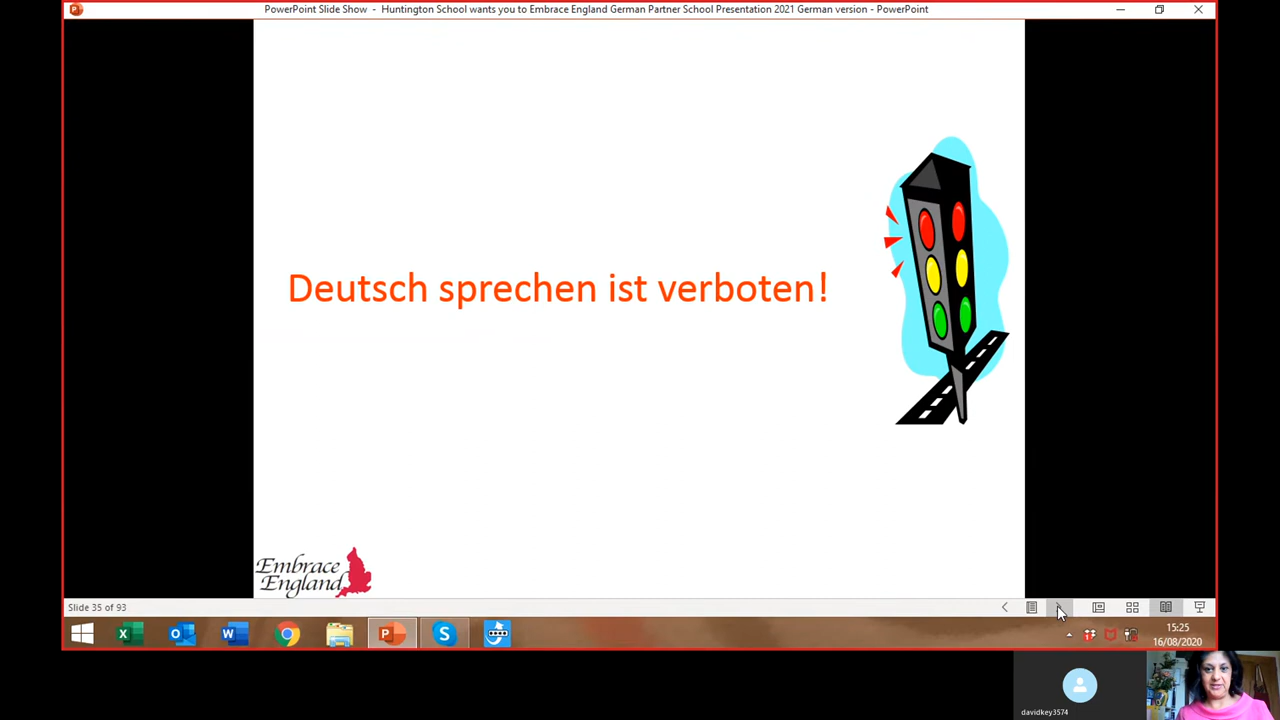 PowerPoint Slide Show - Huntington School wants you to Embrace England German Partner School Presentation 2021 German version - PowerPoint
Deutsch sprechen ist verboten!
Embrace
England
Slide 35 of 93
15:25
16/08/2020
davidkey3574